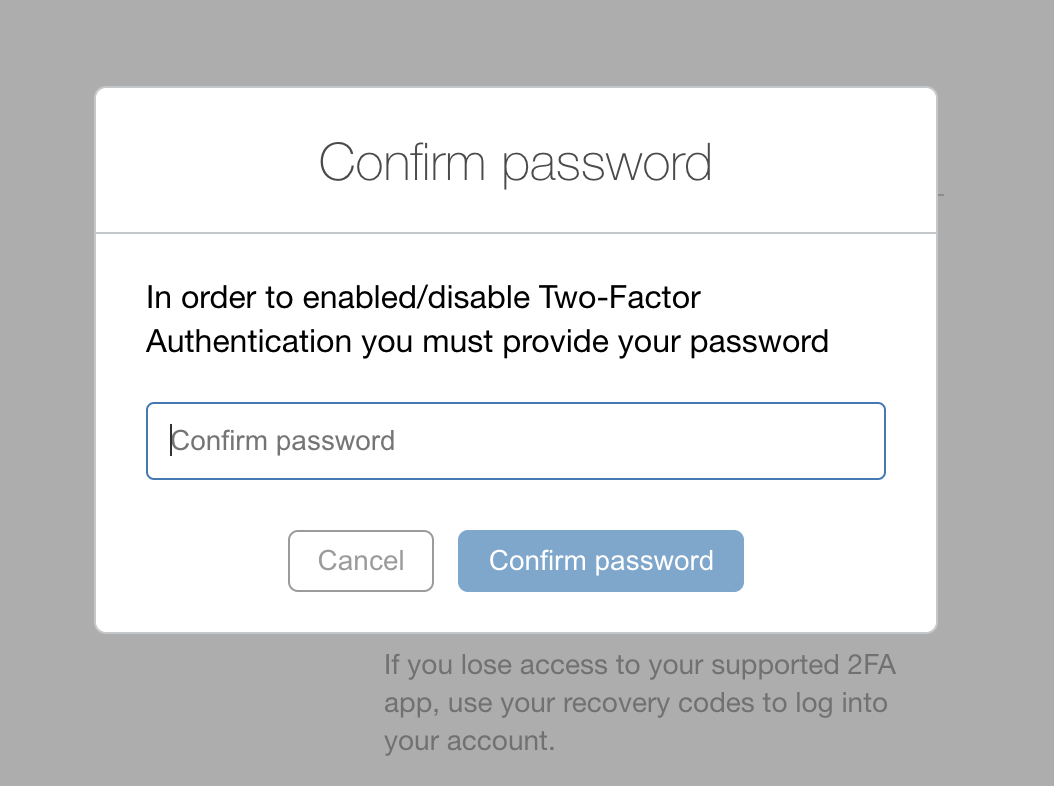 Confirm password
In order to enabled/disable Two-Factor
Authentication you must provide your password
Confirm password
Cancel
Confirm password
If you lose access to your supported 2FA
app, use your recovery codes to log into
your account.